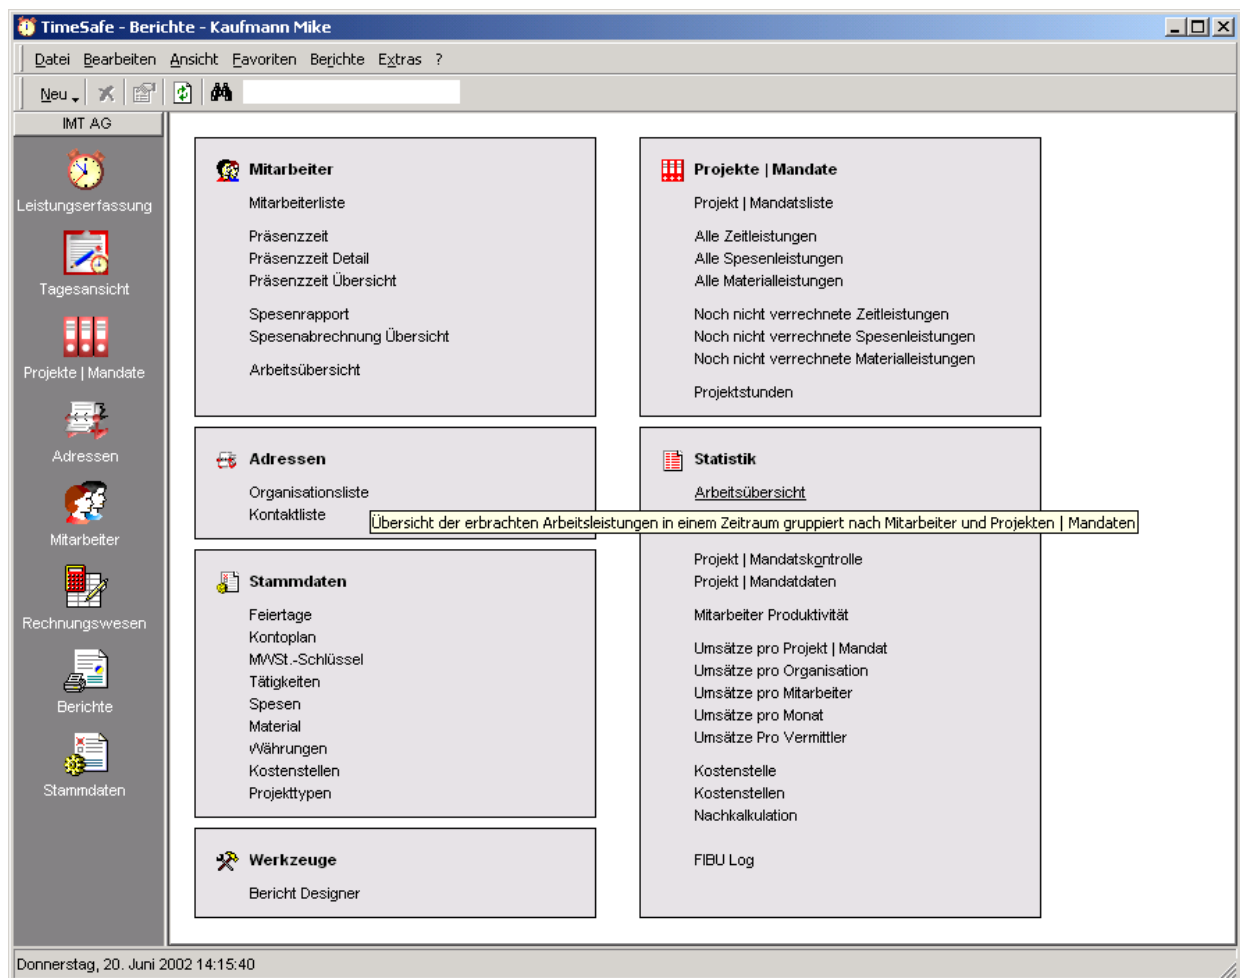 TimeSafe - Berichte - Kaufmann Mike
Datei Bearbeiten Ansicht Favoriten Berichte Extras ?
Neu
IMT AG
Leistungserfassung
Tagesansicht
Projekte | Mandate
Adressen
Mitarbeiter
Rechnungswesen
Berichte
Stammdaten
Mitarbeiter
Mitarbeiterliste
Präsenzzeit
Präsenzzeit Detail
Präsenzzeit Übersicht
Spesenrapport
Spesenabrechnung Übersicht
Arbeitsübersicht
Adressen
Organisationsliste
Kontaktliste
Stammdaten
Feiertage
Kontoplan
MWSt.-Schlüssel
Tätigkeiten
Spesen
Material
Währungen
Kostenstellen
Projekttypen
Werkzeuge
Bericht Designer
Projekte | Mandate
Projekt | Mandatsliste
Alle Zeitleistungen
Alle Spesenleistungen
Alle Materialleistungen
Noch nicht verrechnete Zeitleistungen
Noch nicht verrechnete Spesenleistungen
Noch nicht verrechnete Materialleistungen
Projektstunden
Statistik
Arbeitsübersicht
Übersicht der erbrachten Arbeitsleistungen in einem Zeitraum gruppiert nach Mitarbeiter und Projekten | Mandaten
Projekt | Mandatskontrolle
Projekt | Mandatdaten
Mitarbeiter Produktivität
Umsätze pro Projekt | Mandat
Umsätze pro Organisation
Umsätze pro Mitarbeiter
Umsätze pro Monat
Umsätze Pro Vermittler
Kostenstelle
Kostenstellen
Nachkalkulation
FIBU Log
Donnerstag, 20. Juni 2002 14:15:40